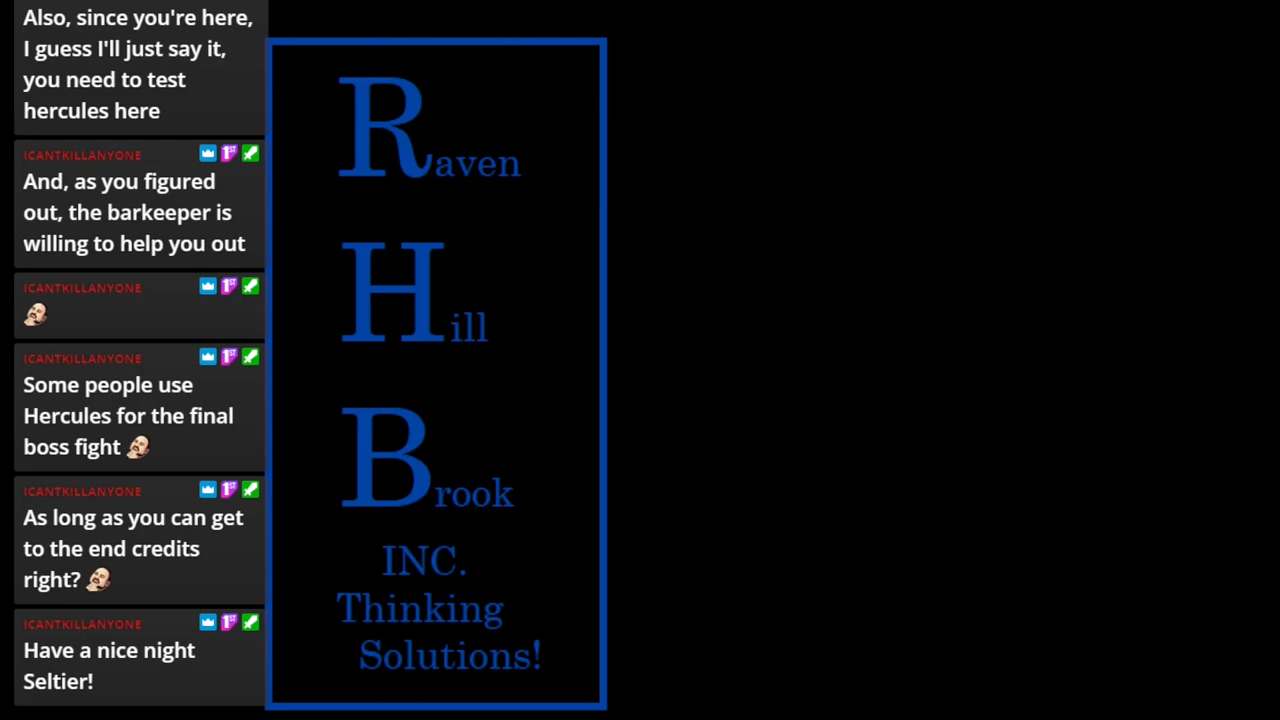 Also, since you're here,
I guess I'll just say it,
you need to test
hercules here
ICANTKILLANYONE
And, as you figured
out, the barkeeper is
willing to help you out
ICANTKILLANYONE
ICANTKILLANYONE
Some people use
Hercules for the final
boss fight
ICANTKILLANYONE
As long as you can get
to the end credits
right?
ICANTKILLANYONE
Have a nice night
Seltier!
Raven
Hill
Brook
INC.
Thinking
Solutions!